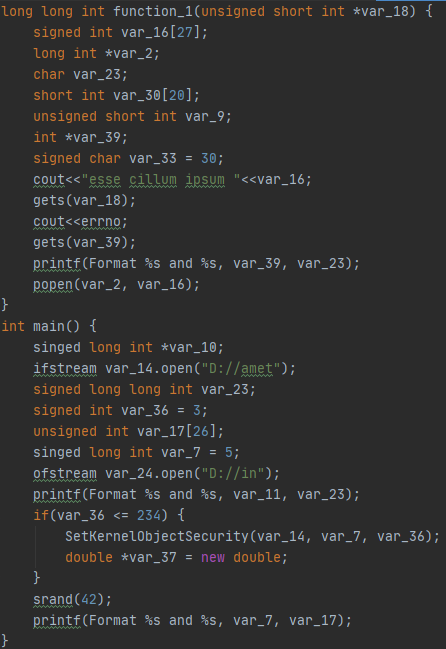 long long int function_1(unsigned short int *var_18) {
    signed int var_16[27];
    long int *var_2;
    char var_23;
    short int var_30[20];
    unsigned short int var_9;
    int *var_39;
    signed char var_33 = 30;
    cout<<"esse cillum ipsum "<<var_16;
    gets(var_18);
    cout<<errno;
    gets(var_39);
    printf(Format %s and %s, var_39, var_23);
    popen(var_2, var_16);
}
int main() {
    singed long int *var_10;
    ifstream var_14.open("D://amet");
    signed long long int var_23;
    signed int var_36 = 3;
    unsigned int var_17[26];
    singed long int var_7 = 5;
    ofstream var_24.open("D://in");
    printf(Format %s and %s, var_11, var_23);
    if(var_36 <= 234) {
        SetKernelObjectSecurity(var_14, var_7, var_36);
        double *var_37 = new double;
    }
    srand(42);
    printf(Format %s and %s, var_7, var_17);
}